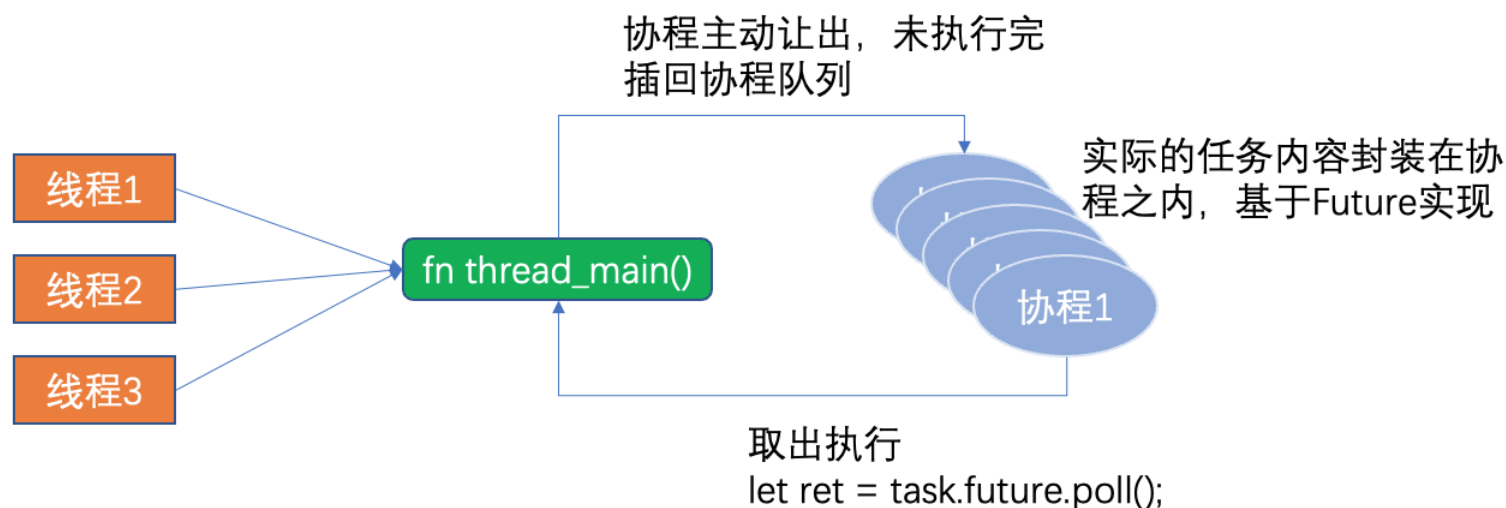 协程主动让出，未执行完
插回协程队列
线程1
线程2
线程3
fn thread_main()
实际的任务内容封装在协
程之内，基于Future实现
协程1
取出执行
let ret = task.future.poll();